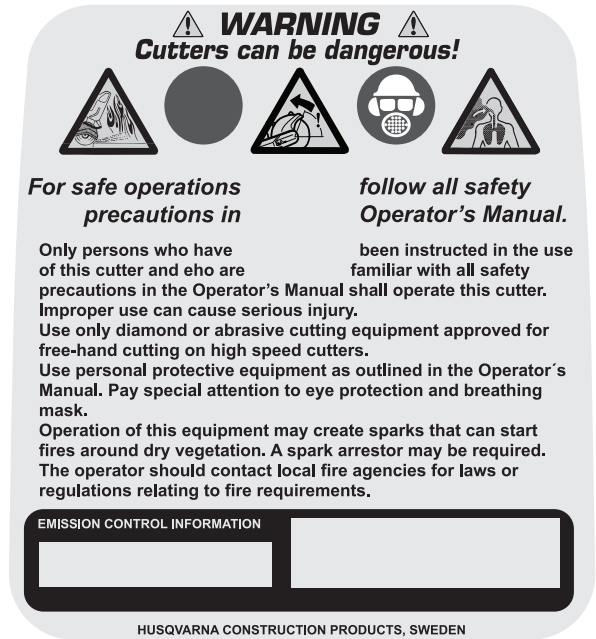 WARNING
Cutters can be dangerous!
For safe operations follow all safety
precautions in Operator's Manual.
Only persons who have been instructed in the use
of this cutter and eho are familiar with all safety
precautions in the Operator's Manual shall operate this cutter.
Improper use can cause serious injury.
Use only diamond or abrasive cutting equipment approved for
free-hand cutting on high speed cutters.
Use personal protective equipment as outlined in the Operator´s
Manual. Pay special attention to eye protection and breathing
mask.
Operation of this equipment may create sparks that can start
fires around dry vegetation. A spark arrestor may be required.
The operator should contact local fire agencies for laws or
regulations relating to fire requirements.
EMISSION CONTROL INFORMATION
HUSQVARNA CONSTRUCTION PRODUCTS, SWEDEN